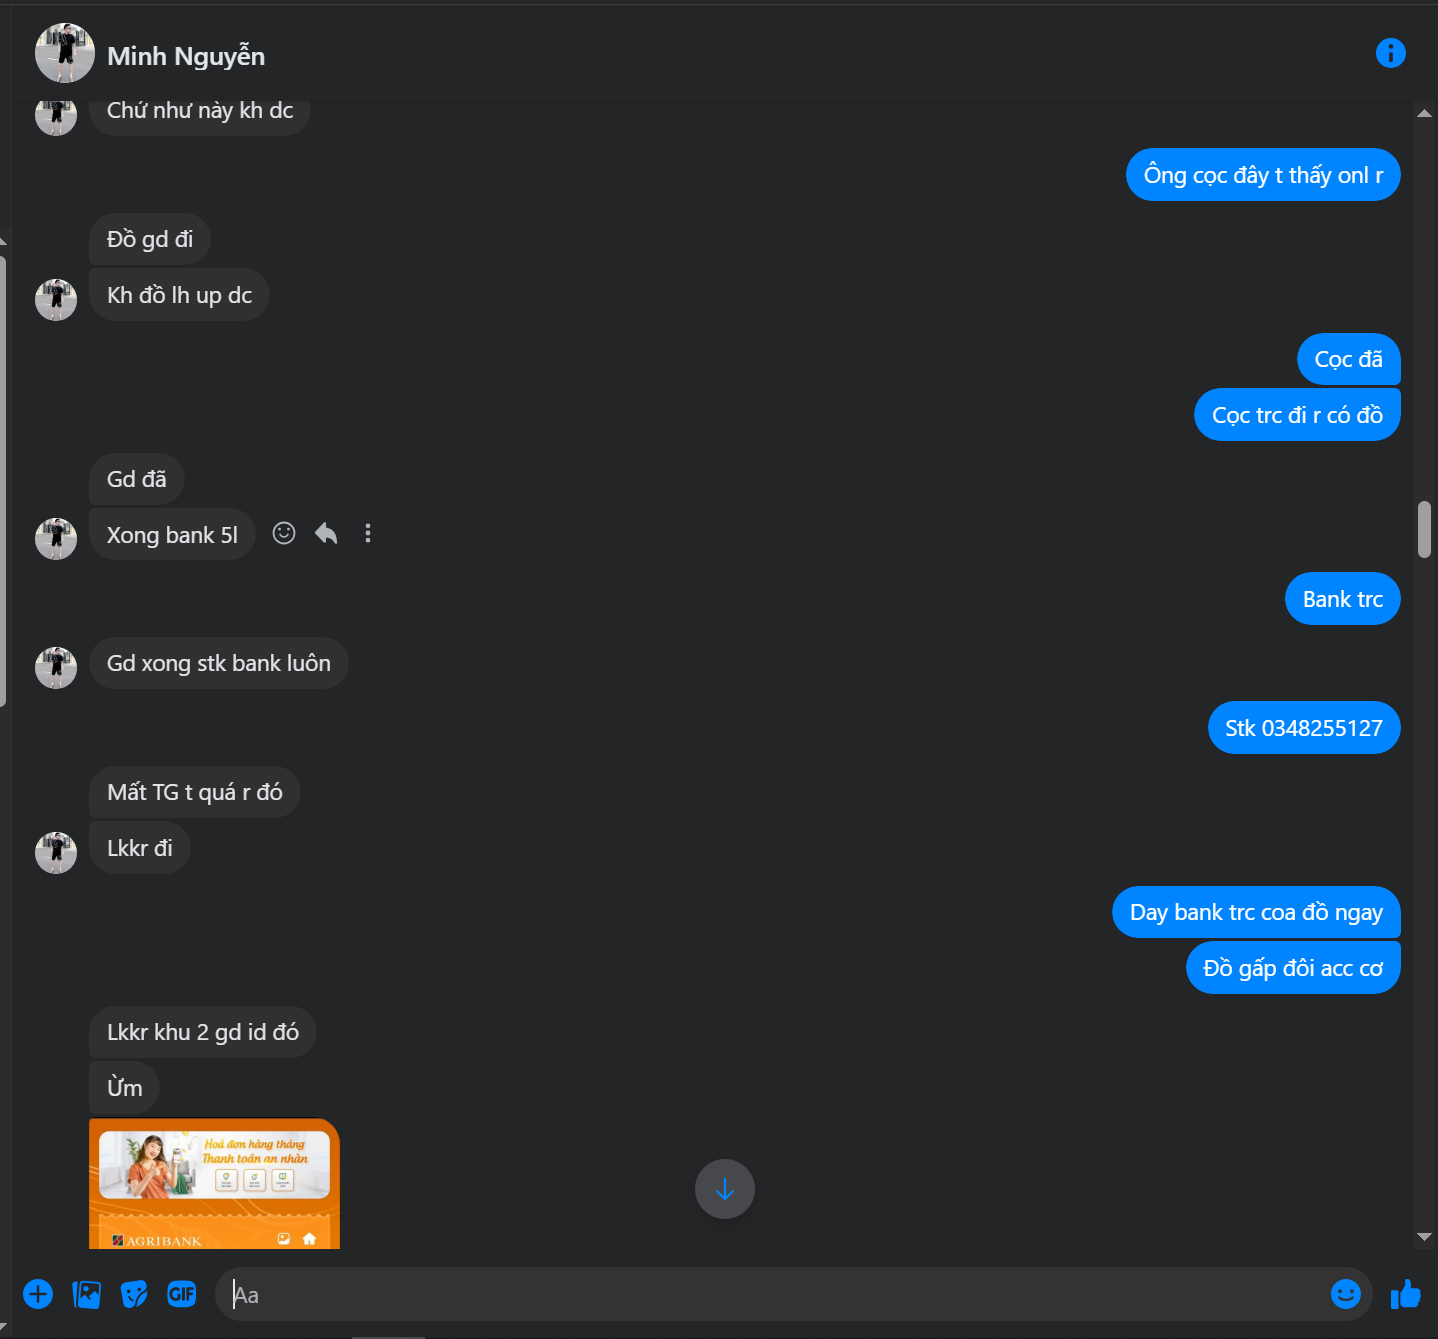 Minh Nguyễn
Chứ như này kh dc
Ông cọc đây t thấy onl r
Đồ gd đi
Kh đồ lh up dc
Cọc đã
Cọc trc đi r có đồ
Gd đã
Xong bank 5l
Bank trc
Gd xong stk bank luôn
Stk 0348255127
Mất TG t quá r đó
Lkkr đi
Day bank trc coa đồ ngay
Đồ gấp đôi acc cơ
Lkkr khu 2 gd id đó
Ừm
Hoá đơn hàng tháng
Thanh toán an nhàn
AGRIBANK
GIF
Aa